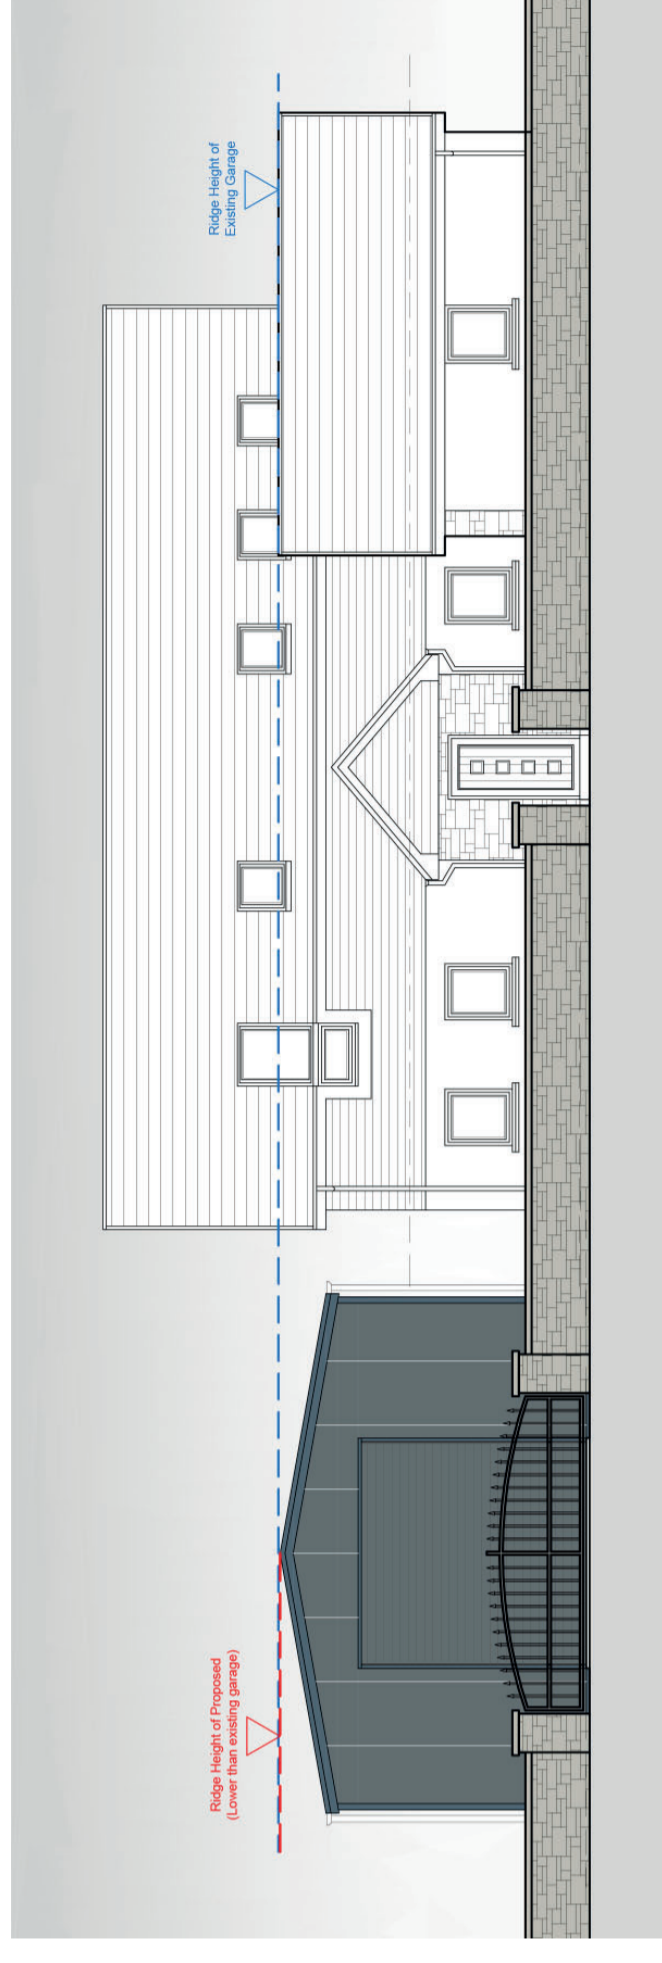 Ridge Height of Proposed
(Lower than existing garage)
Ridge Height of
Existing Garage